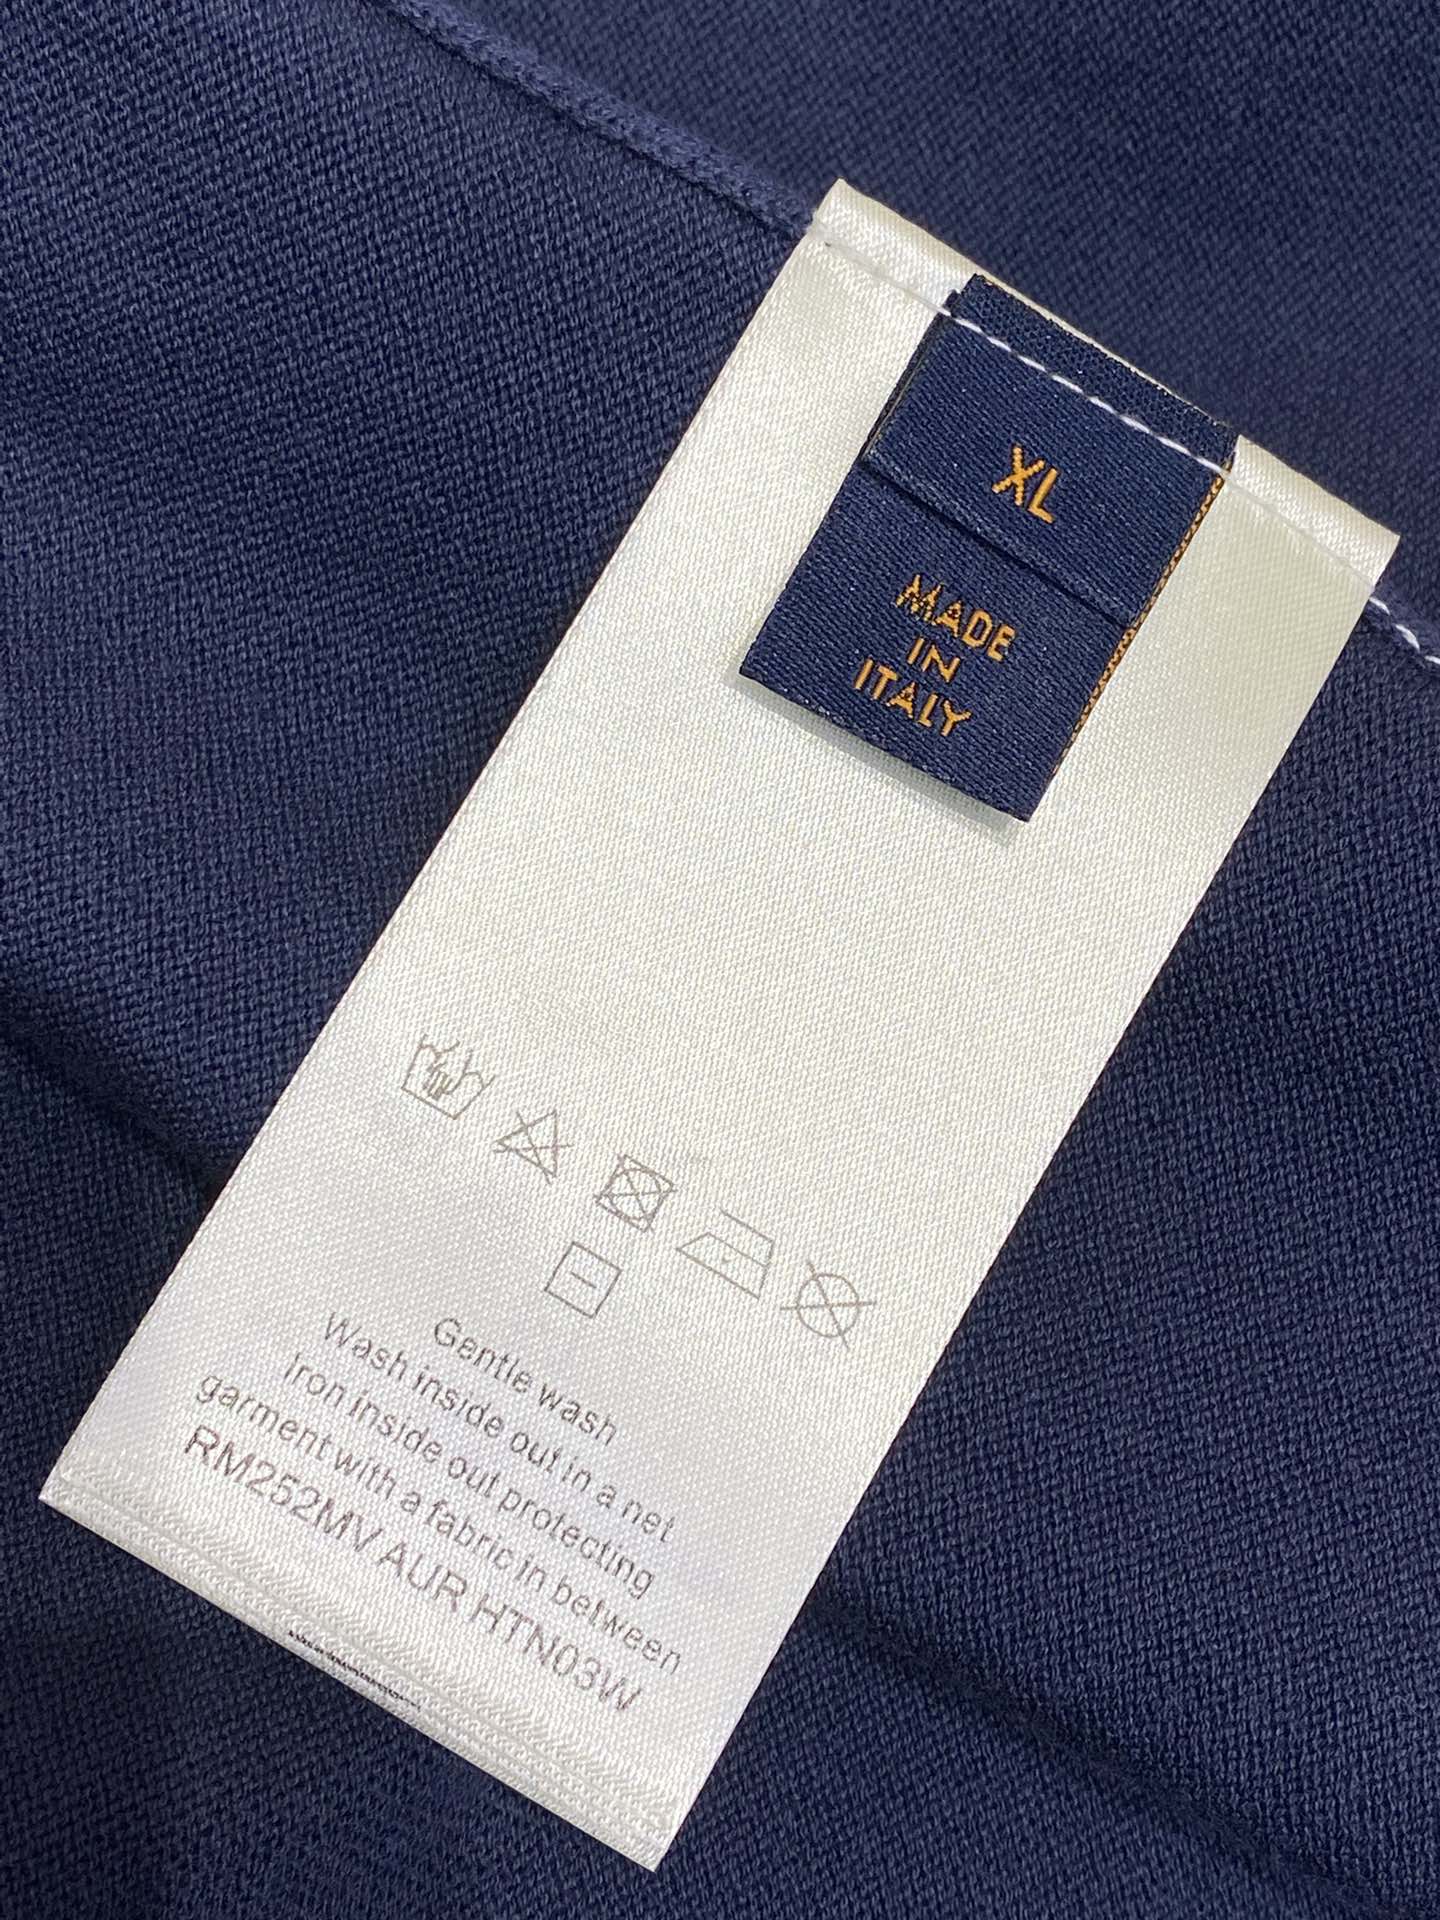 XL
MADE
IN
ITALY
Gentle wash
Wash inside out in a net
Iron inside out protecting
garment with a fabric in between
RM252MV AUR HTN03W